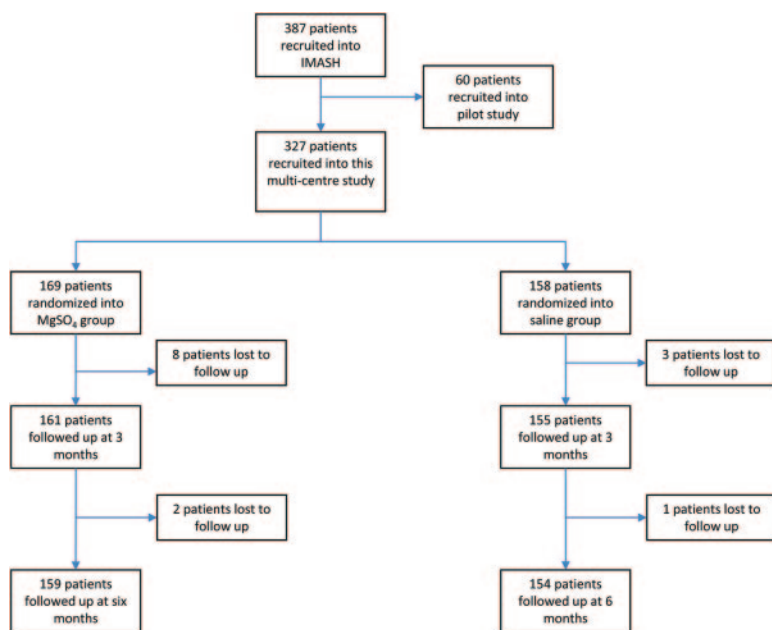 387 patients
recruited into
IMASH
60 patients
recruited into
pilot study
327 patients
recruited into this
multi-centre study
169 patients
randomized into
MgSO₄ group
158 patients
randomized into
saline group
8 patients lost to
follow up
3 patients lost to
follow up
161 patients
followed up at 3
months
155 patients
followed up at 3
months
2 patients lost to
follow up
1 patients lost to
follow up
159 patients
followed up at six
months
154 patients
followed up at 6
months